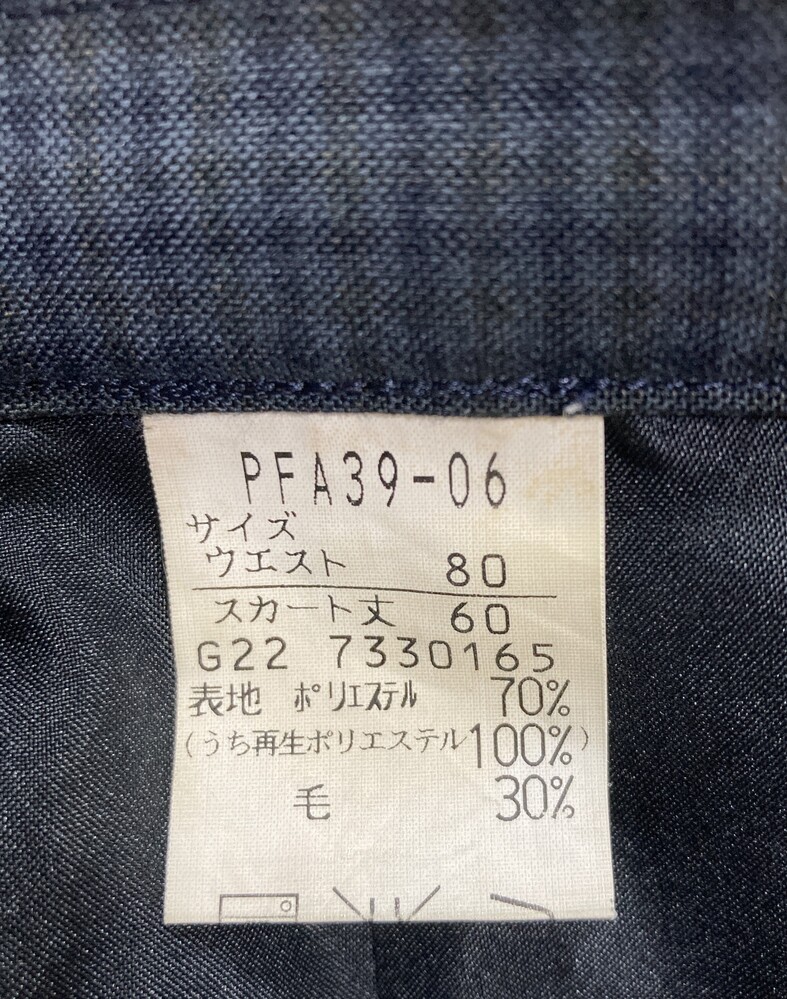 PFA39-06
サイズ
ウエスト 80
スカート丈 60
G22 7330165
表地 ポリエステル 70%
(うち再生ポリエステル100%)
毛 30%